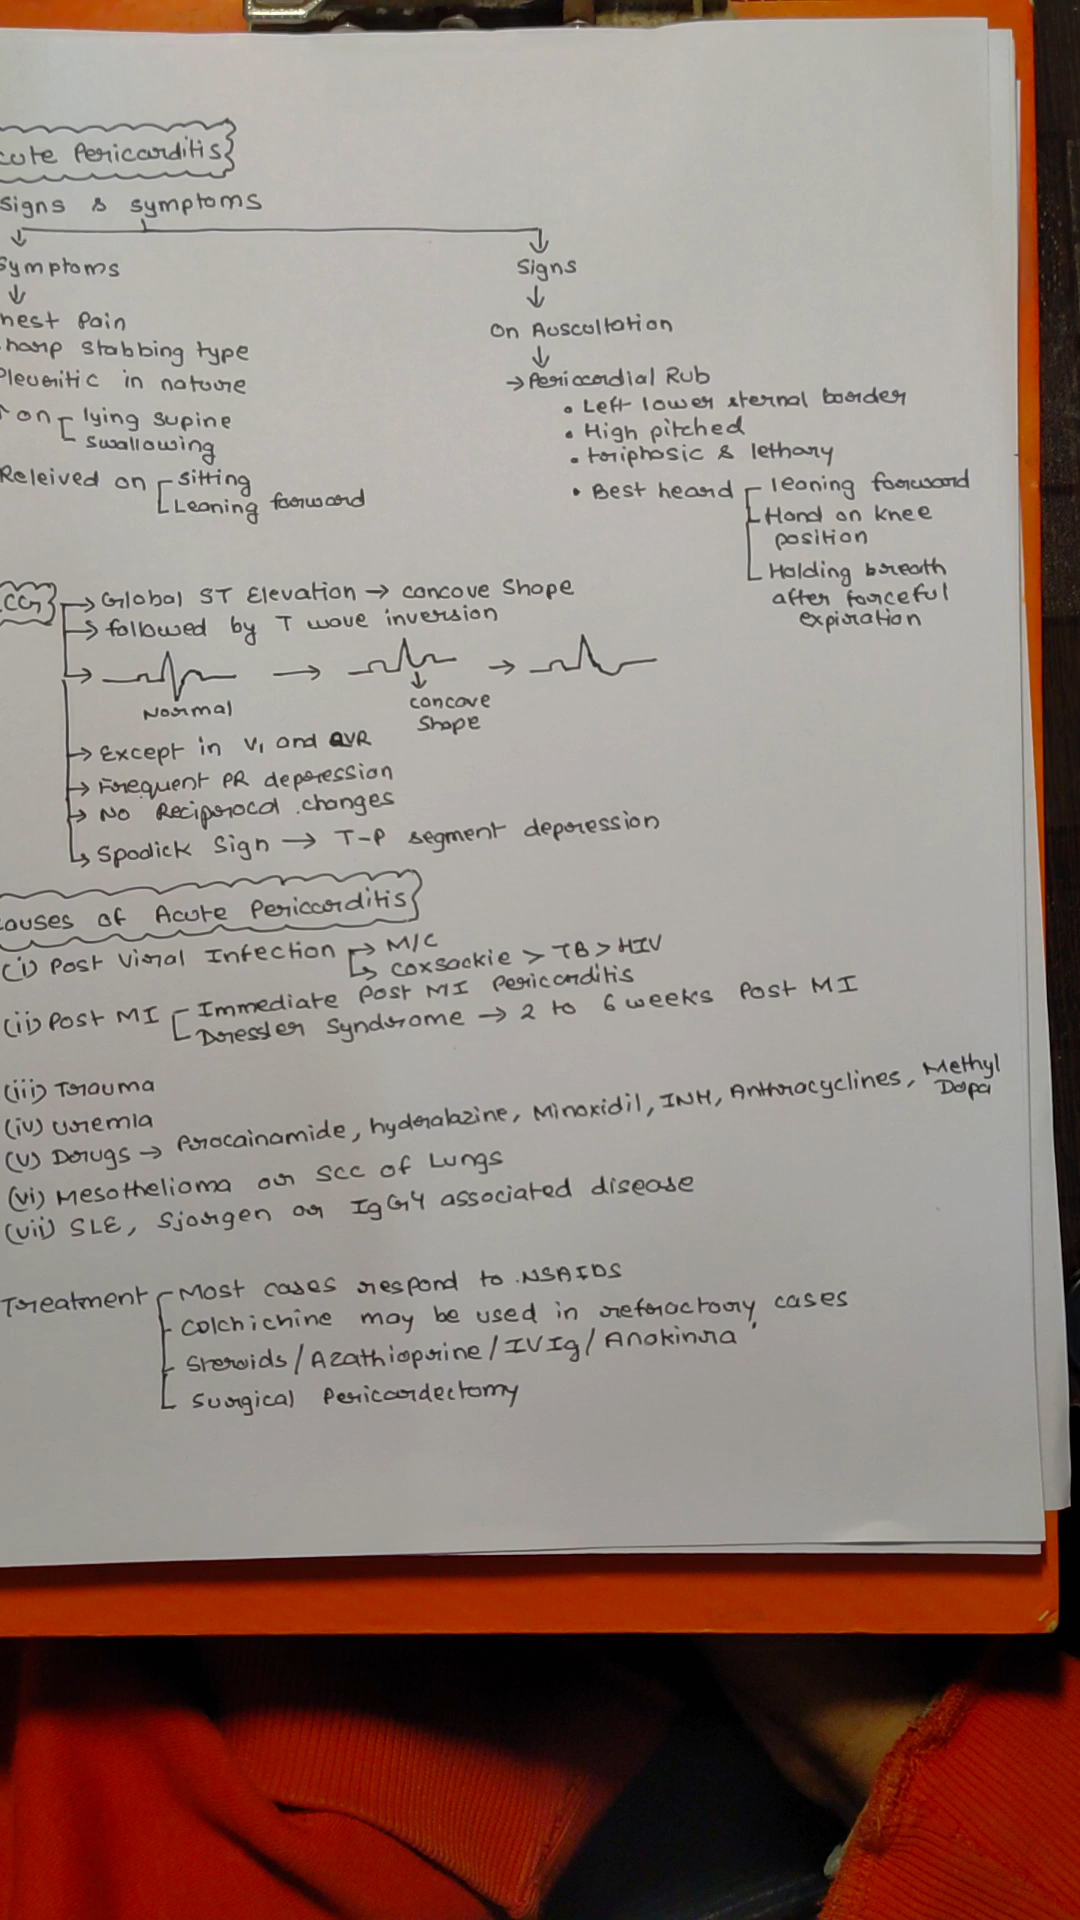 cute Pericarditis
Signs & symptoms
Symptoms
hest Pain
harp stabbing type
Pleuritic in nature
↑ on lying supine
swallowing
Releived on sitting
Leaning forward
Signs
On Auscultation
→ Pericardial Rub
• Left lower sternal boarder
• High pitched
• triphasic & lethary
• Best heard leaning forward
Hand on knee
position
Holding breath
after forceful
expiration
CG → Global ST Elevation → concave Shape
→ followed by T wave inversion
Normal
concave
Shape
→ Except in V1 and aVR
→ Frequent PR depression
→ No Reciprocal changes
→ Spodick Sign → T-P segment depression
Causes of Acute Pericarditis
(i) Post Viral Infection → M/C
→ coxsackie > TB > HIV
(ii) Post MI Immediate Post MI Pericarditis
Dressler Syndrome → 2 to 6 weeks Post MI
(iii) Trauma
(iv) uremia
(v) Drugs → Procainamide, hyderalazine, Minoxidil, INH, Anthracyclines, Methyl
Dopa
(vi) Mesothelioma or SCC of Lungs
(vii) SLE, Sjorgen or IgG4 associated disease
Treatment Most cases respond to NSAIDS
Colchichine may be used in refractory cases
Steroids / Azathioprine / IVIg / Anakinra
Surgical Pericardectomy